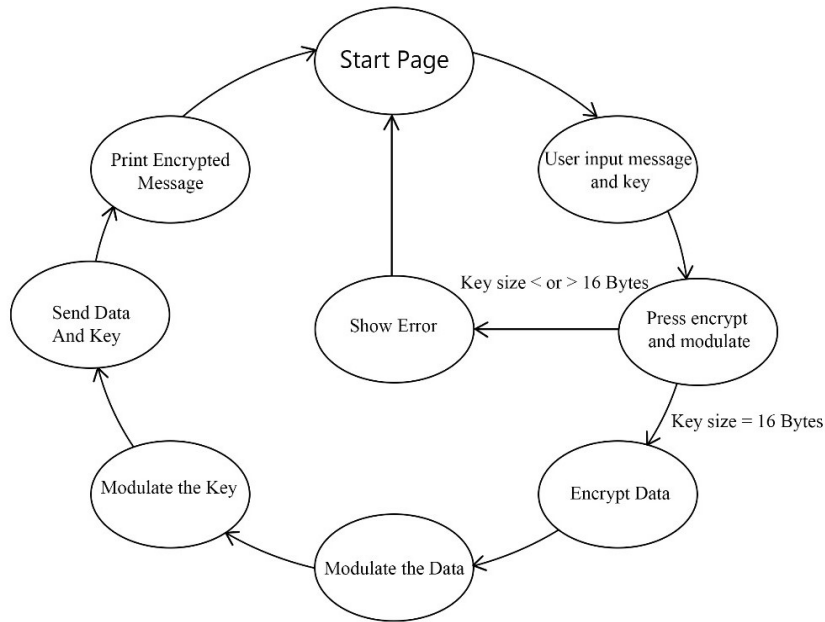 Start Page
User input message
and key
Print Encrypted
Message
Key size < or > 16 Bytes
Press encrypt
and modulate
Show Error
Send Data
And Key
Key size = 16 Bytes
Encrypt Data
Modulate the Key
Modulate the Data